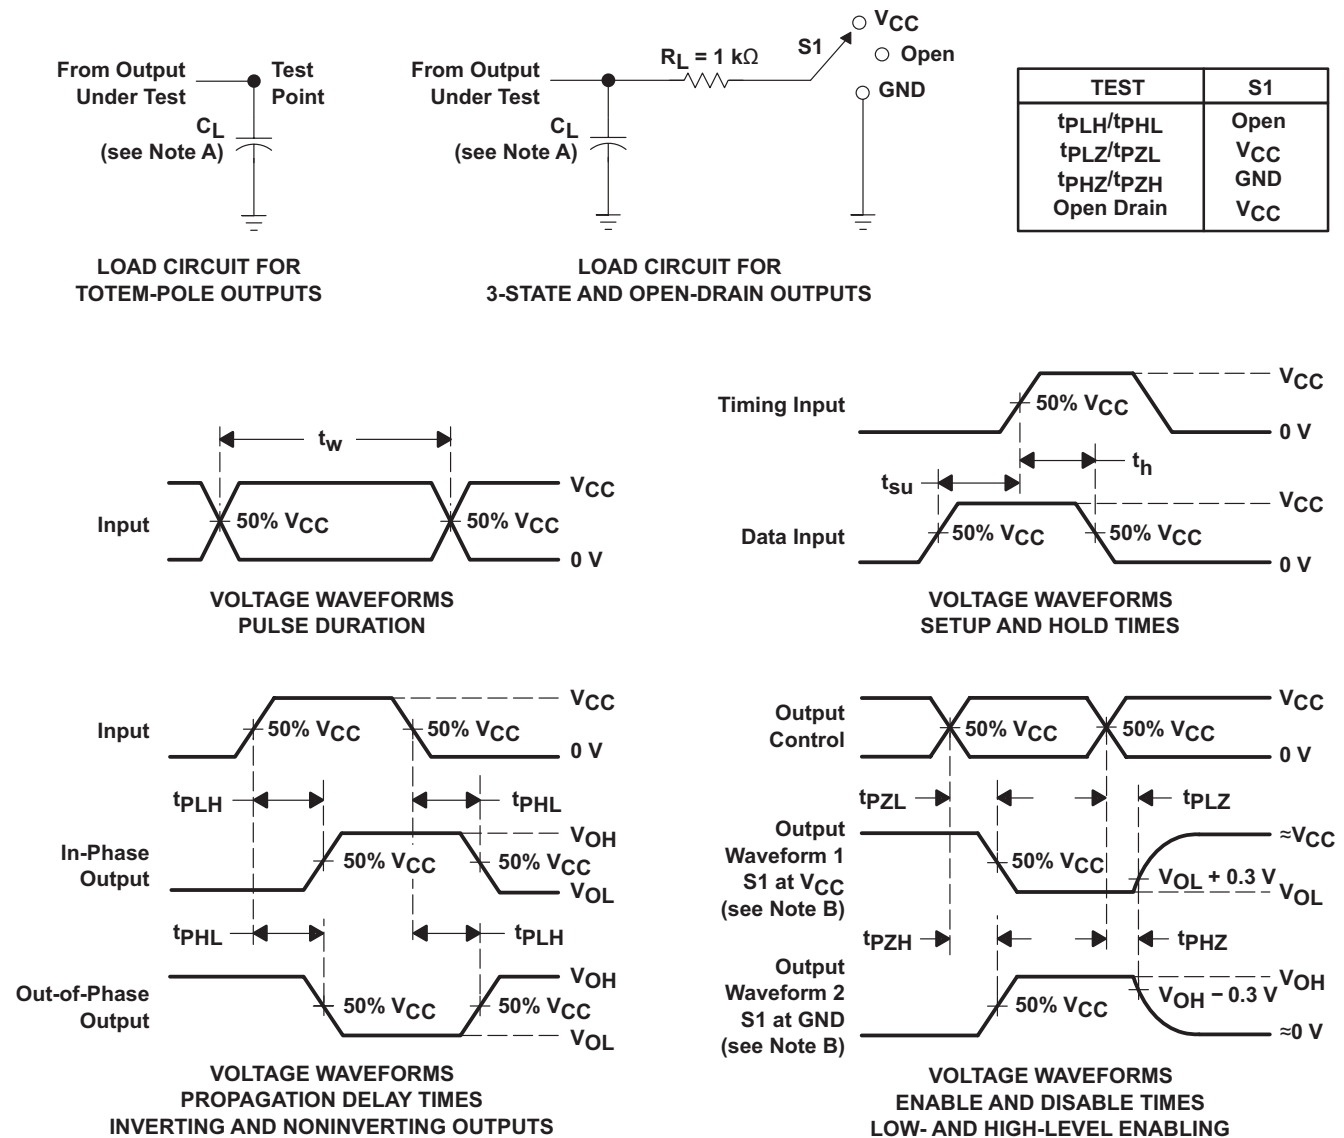 From Output
Under Test
Test
Point
CL
(see Note A)
LOAD CIRCUIT FOR
TOTEM-POLE OUTPUTS
From Output
Under Test
RL = 1 kΩ
S1
VCC
Open
GND
CL
(see Note A)
LOAD CIRCUIT FOR
3-STATE AND OPEN-DRAIN OUTPUTS
TEST S1
tPLH/tPHL Open
tPLZ/tPZL VCC
tPHZ/tPZH GND
Open Drain VCC
tw
Input
50% VCC
50% VCC
VCC
0 V
VOLTAGE WAVEFORMS
PULSE DURATION
Timing Input
50% VCC
VCC
0 V
th
tsu
Data Input
50% VCC
50% VCC
VCC
0 V
VOLTAGE WAVEFORMS
SETUP AND HOLD TIMES
Input
50% VCC
50% VCC
VCC
0 V
tPLH
tPHL
In-Phase
Output
50% VCC
50% VCC
VOH
VOL
tPHL
tPLH
Out-of-Phase
Output
50% VCC
50% VCC
VOH
VOL
VOLTAGE WAVEFORMS
PROPAGATION DELAY TIMES
INVERTING AND NONINVERTING OUTPUTS
Output
Control
50% VCC
50% VCC
VCC
0 V
tPZL
tPLZ
Output
Waveform 1
S1 at VCC
(see Note B)
50% VCC
VOL + 0.3 V
≈VCC
VOL
tPZH
tPHZ
Output
Waveform 2
S1 at GND
(see Note B)
50% VCC
VOH − 0.3 V
VOH
≈0 V
VOLTAGE WAVEFORMS
ENABLE AND DISABLE TIMES
LOW- AND HIGH-LEVEL ENABLING